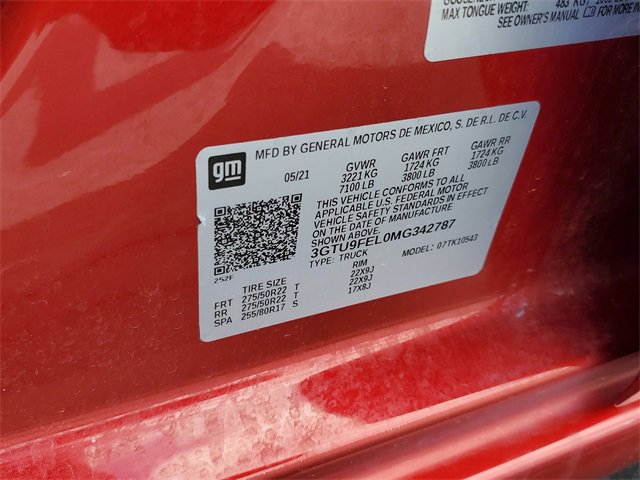 MAX TONGUE WEIGHT: 483 KG
SEE OWNER'S MANUAL
gm
MFD BY GENERAL MOTORS DE MEXICO, S. DE R.L. DE C.V.
05/21 GVWR GAWR FRT GAWR RR
3221 KG 1724 KG 1724 KG
7100 LB 3800 LB 3800 LB
THIS VEHICLE CONFORMS TO ALL
APPLICABLE U.S. FEDERAL MOTOR
VEHICLE SAFETY STANDARDS IN EFFECT
ON THE DATE OF MANUFACTURE
SHOWN ABOVE.
3GTU9FEL0MG342787
TYPE: TRUCK MODEL: 07TK10543
252F
TIRE SIZE RIM
FRT 275/50R22 T 22X9J
RR 275/50R22 T 22X9J
SPA 255/80R17 S 17X8J